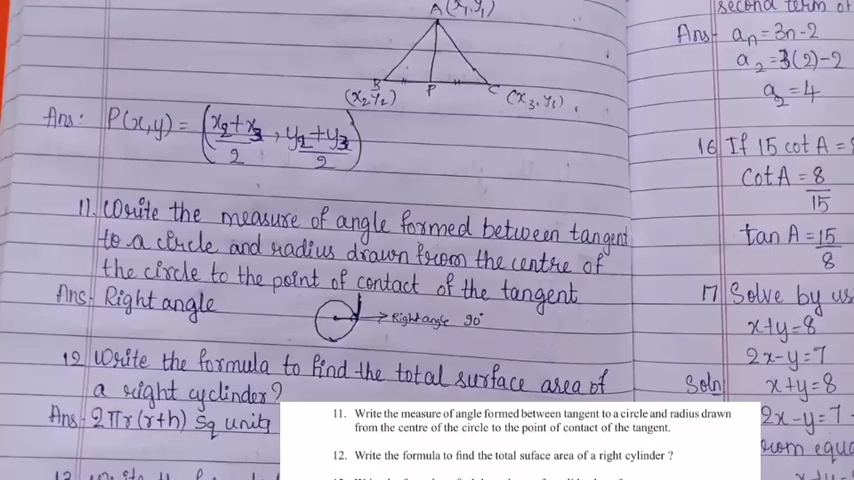 A(x₁,y₁)
B
P
C
(x₂y₂)
(x₃,y₃).
Ans: P(x,y) = (x₂+x₃/2, y₂+y₃/2)
11. Write the measure of angle formed between tangent
to a circle and radius drawn from the centre of
the circle to the point of contact of the tangent
Ans- Right angle
Right angle 90°
12 Write the formula to find the total surface area of
a right cyclinder?
Ans- 2πr(r+h) sq units
second term of
Ans- aₙ=3n-2
a₂=3(2)-2
a₂=4
16 If 15 cot A=8
cotA=8/15
tan A=15/8
17 Solve by us
x+y=8
2x-y=7
Soln x+y=8
2x-y=7
rom equa
11. Write the measure of angle formed between tangent to a circle and radius drawn
from the centre of the circle to the point of contact of the tangent.
12. Write the formula to find the total suface area of a right cylinder ?